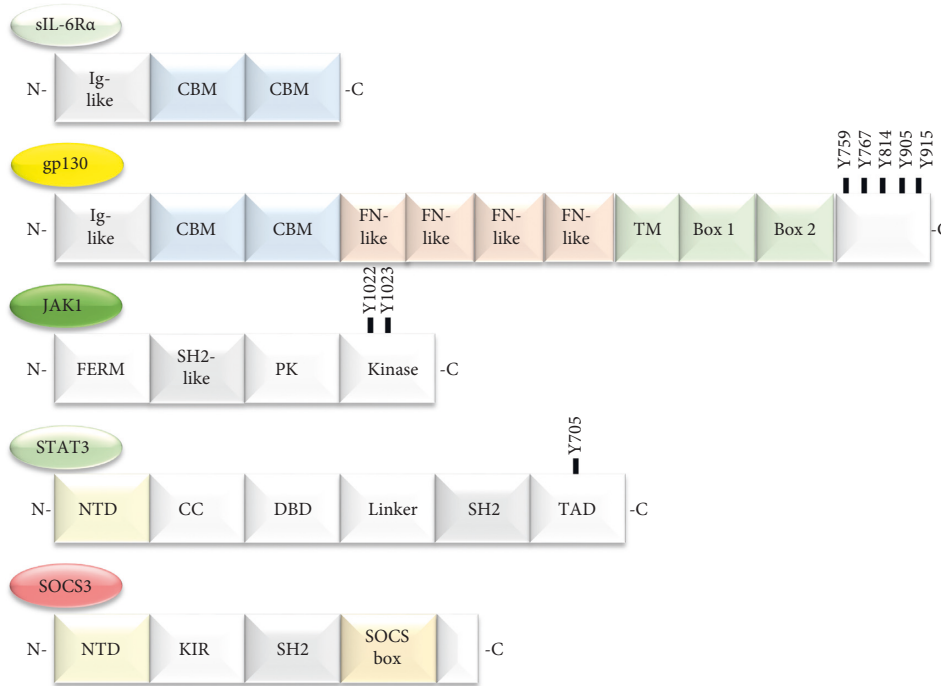 sIL-6Rα
N- Ig-like CBM CBM -C
gp130
Y759 Y767 Y814 Y905 Y915
N- Ig-like CBM CBM FN-like FN-like FN-like FN-like TM Box 1 Box 2 -C
JAK1
Y1022 Y1023
N- FERM SH2-like PK Kinase -C
STAT3
Y705
N- NTD CC DBD Linker SH2 TAD -C
SOCS3
N- NTD KIR SH2 SOCS box -C